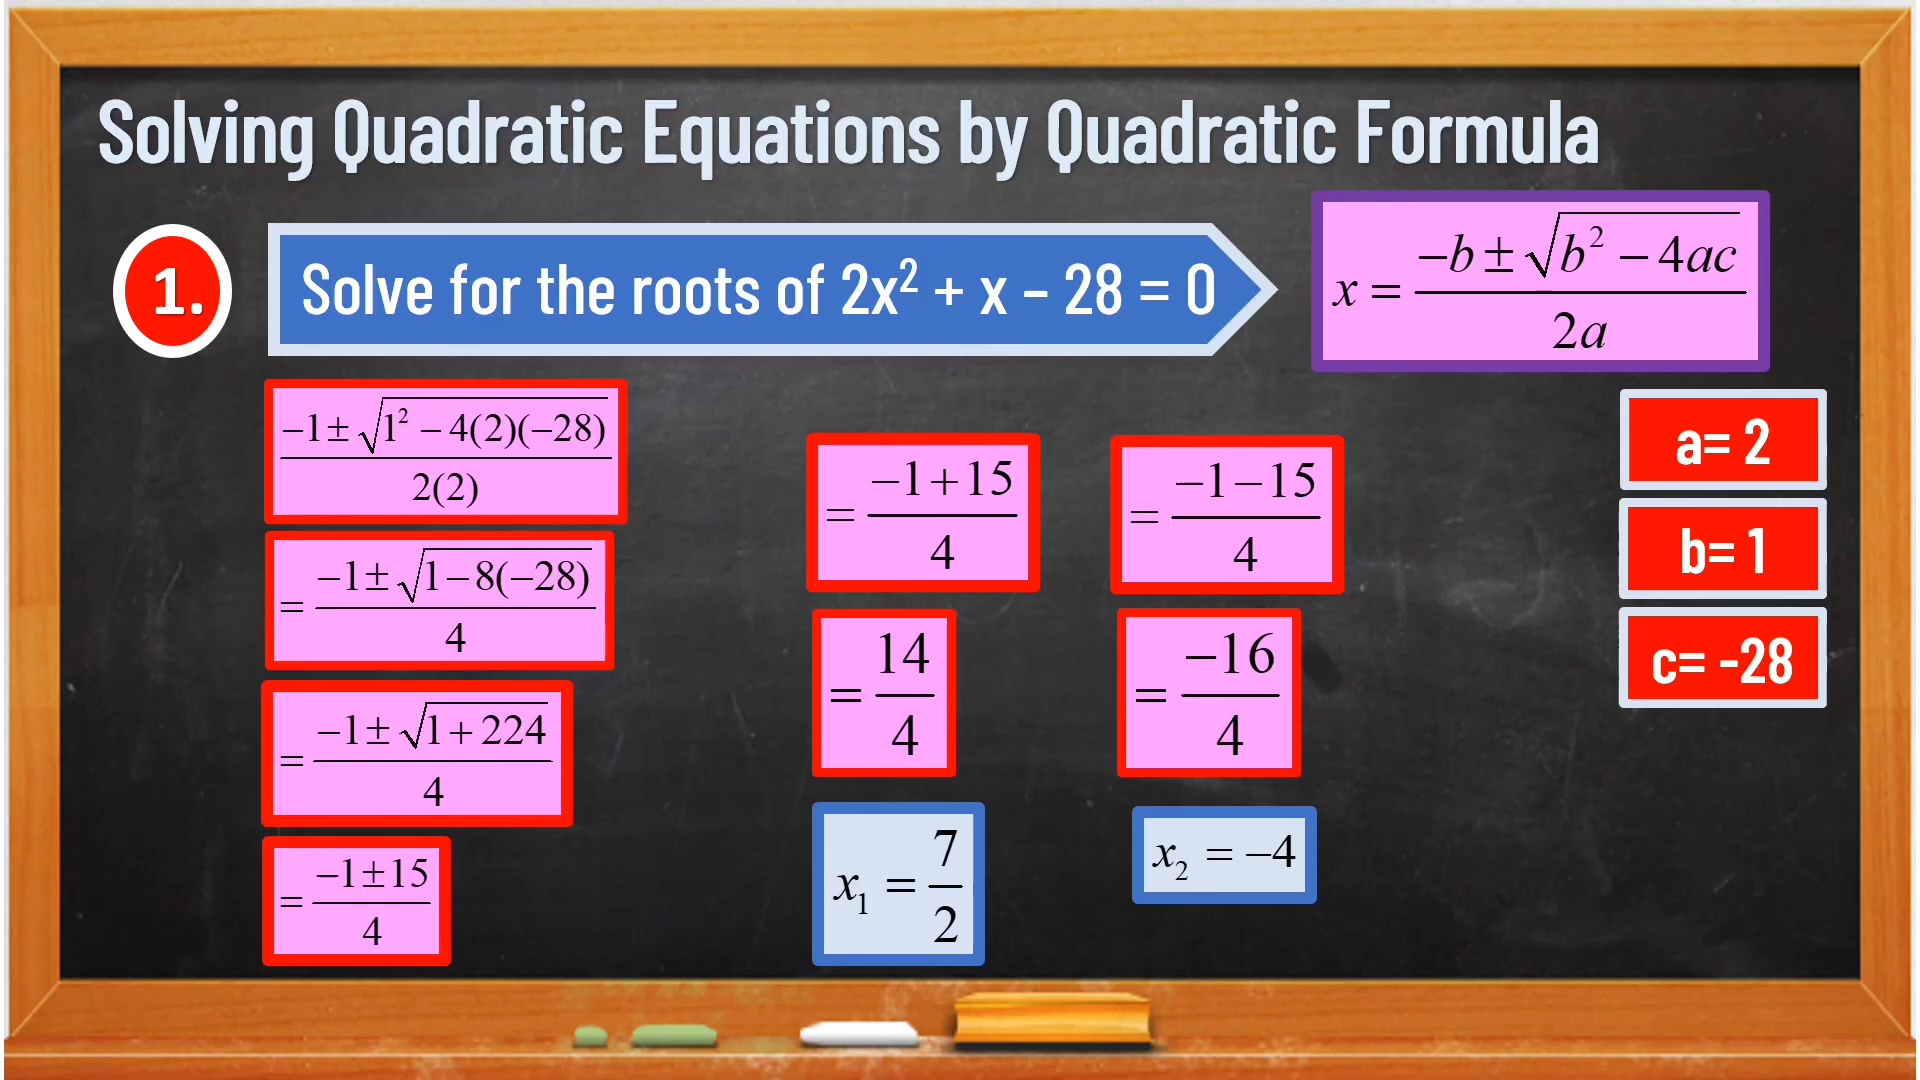 Solving Quadratic Equations by Quadratic Formula
1.
Solve for the roots of 2x² + x – 28 = 0
x = (−b ± √(b² − 4ac)) / 2a
(−1 ± √(1² − 4(2)(−28))) / 2(2)
= (−1 ± √(1 − 8(−28))) / 4
= (−1 ± √(1 + 224)) / 4
= (−1 ± 15) / 4
= (−1 + 15) / 4
= 14 / 4
x₁ = 7 / 2
= (−1 − 15) / 4
= −16 / 4
x₂ = −4
a= 2
b= 1
c= -28